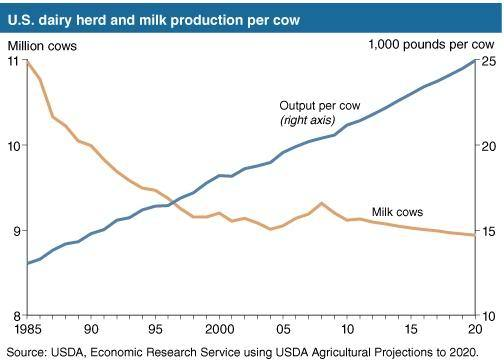 U.S. dairy herd and milk production per cow
Million cows 1,000 pounds per cow
11 25
Output per cow
(right axis)
10 20
Milk cows
9 15
8 10
1985 90 95 2000 05 10 15 20
Source: USDA, Economic Research Service using USDA Agricultural Projections to 2020.